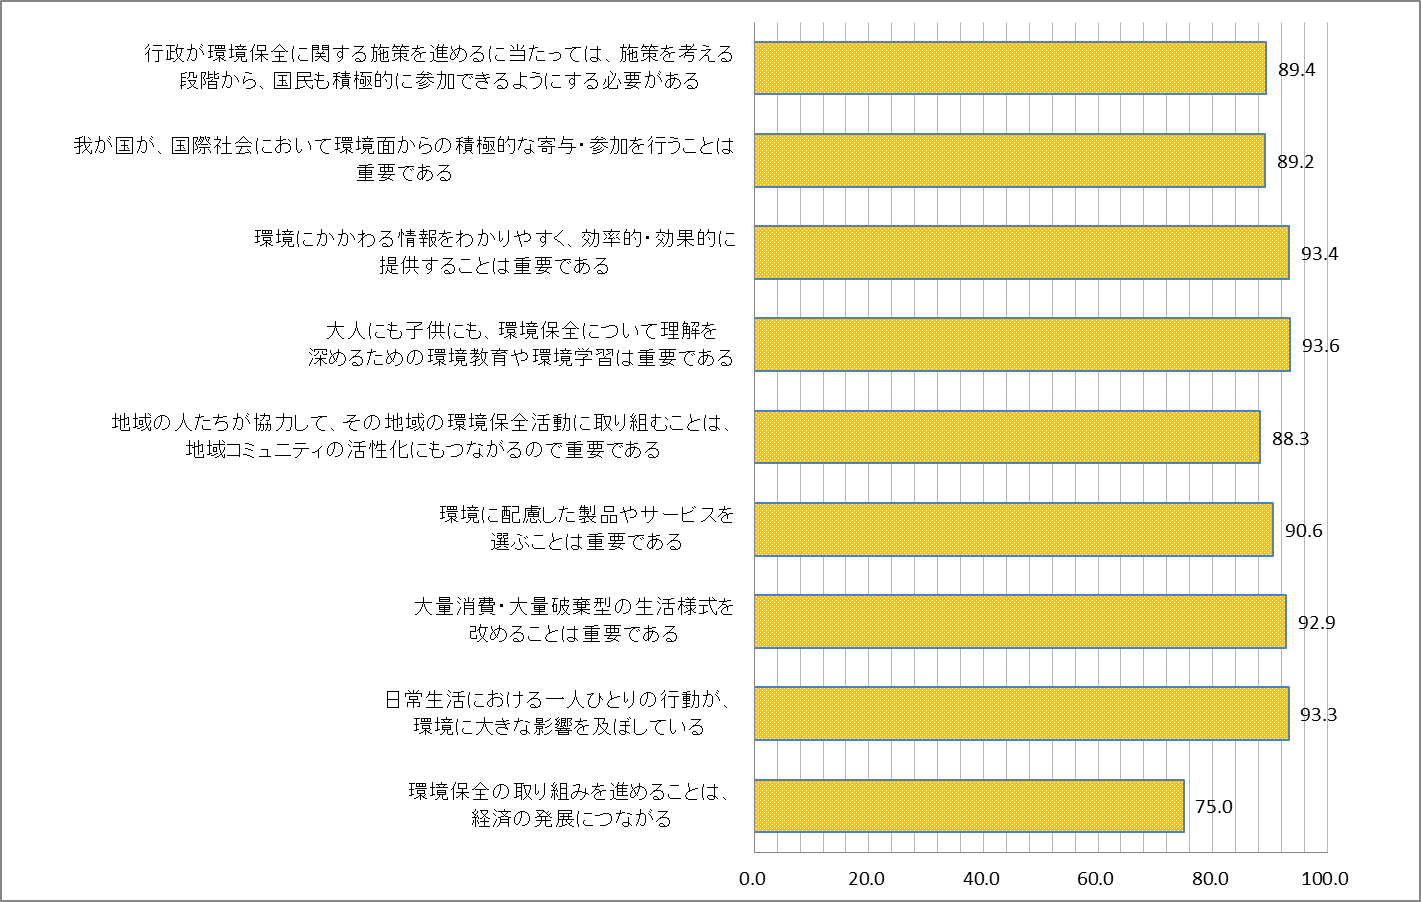 行政が環境保全に関する施策を進めるに当たっては、施策を考える
段階から、国民も積極的に参加できるようにする必要がある
89.4
我が国が、国際社会において環境面からの積極的な寄与・参加を行うことは
重要である
89.2
環境にかかわる情報をわかりやすく、効率的・効果的に
提供することは重要である
93.4
大人にも子供にも、環境保全について理解を
深めるための環境教育や環境学習は重要である
93.6
地域の人たちが協力して、その地域の環境保全活動に取り組むことは、
地域コミュニティの活性化にもつながるので重要である
88.3
環境に配慮した製品やサービスを
選ぶことは重要である
90.6
大量消費・大量破棄型の生活様式を
改めることは重要である
92.9
日常生活における一人ひとりの行動が、
環境に大きな影響を及ぼしている
93.3
環境保全の取り組みを進めることは、
経済の発展につながる
75.0
0.0 20.0 40.0 60.0 80.0 100.0